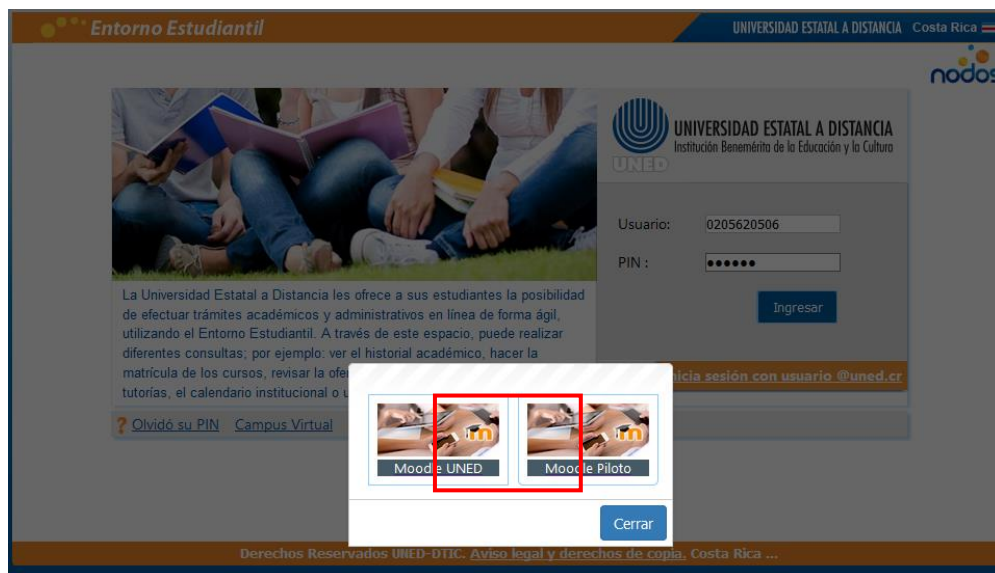 Entorno Estudiantil
UNIVERSIDAD ESTATAL A DISTANCIA Costa Rica
nodos
UNED
UNIVERSIDAD ESTATAL A DISTANCIA
Institución Benemérita de la Educación y la Cultura
Usuario: 0205620506
PIN :
Ingresar
La Universidad Estatal a Distancia les ofrece a sus estudiantes la posibilidad
de efectuar trámites académicos y administrativos en línea de forma ágil,
utilizando el Entorno Estudiantil. A través de este espacio, puede realizar
diferentes consultas; por ejemplo: ver el historial académico, hacer la
matrícula de los cursos, revisar la
tutorías, el calendario institucional o
inicia sesión con usuario @uned.cr
? Olvidó su PIN Campus Virtual
Moodle UNED Moodle Piloto
Cerrar
Derechos Reservados UNED-DTIC. Aviso legal y derechos de copia. Costa Rica ...